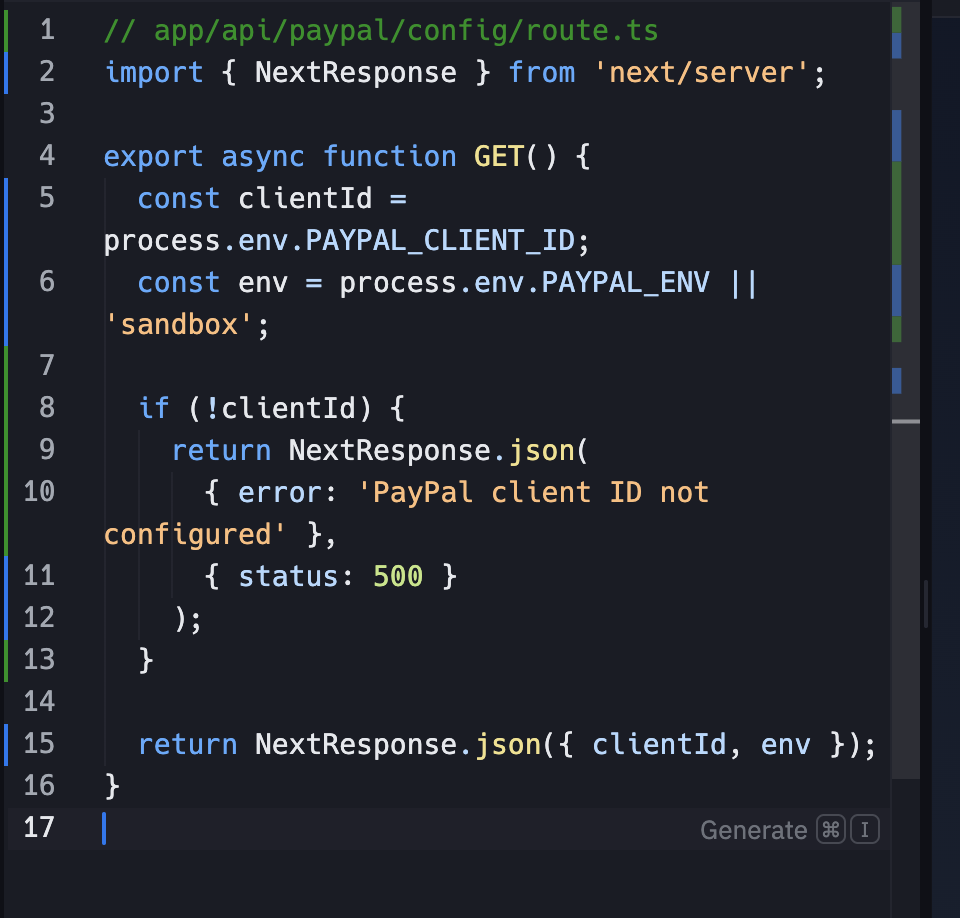 1 // app/api/paypal/config/route.ts
2 import { NextResponse } from 'next/server';
3
4 export async function GET() {
5   const clientId =
process.env.PAYPAL_CLIENT_ID;
6   const env = process.env.PAYPAL_ENV ||
'sandbox';
7
8   if (!clientId) {
9     return NextResponse.json(
10       { error: 'PayPal client ID not
configured' },
11       { status: 500 }
12     );
13   }
14
15   return NextResponse.json({ clientId, env });
16 }
17 Generate ⌘ I